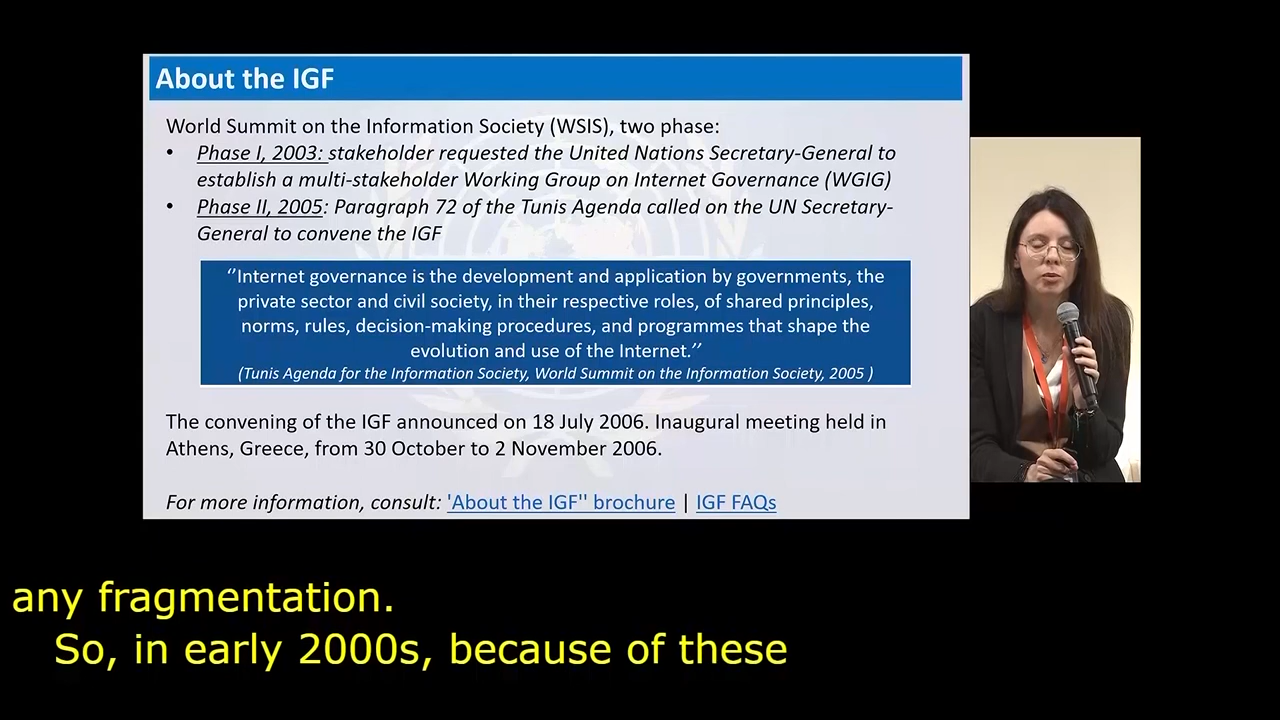 About the IGF
World Summit on the Information Society (WSIS), two phase:
• Phase I, 2003: stakeholder requested the United Nations Secretary-General to
establish a multi-stakeholder Working Group on Internet Governance (WGIG)
• Phase II, 2005: Paragraph 72 of the Tunis Agenda called on the UN Secretary-
General to convene the IGF
‘’Internet governance is the development and application by governments, the
private sector and civil society, in their respective roles, of shared principles,
norms, rules, decision-making procedures, and programmes that shape the
evolution and use of the Internet.’’
(Tunis Agenda for the Information Society, World Summit on the Information Society, 2005 )
The convening of the IGF announced on 18 July 2006. Inaugural meeting held in
Athens, Greece, from 30 October to 2 November 2006.
For more information, consult: 'About the IGF'' brochure | IGF FAQs
any fragmentation.
So, in early 2000s, because of these